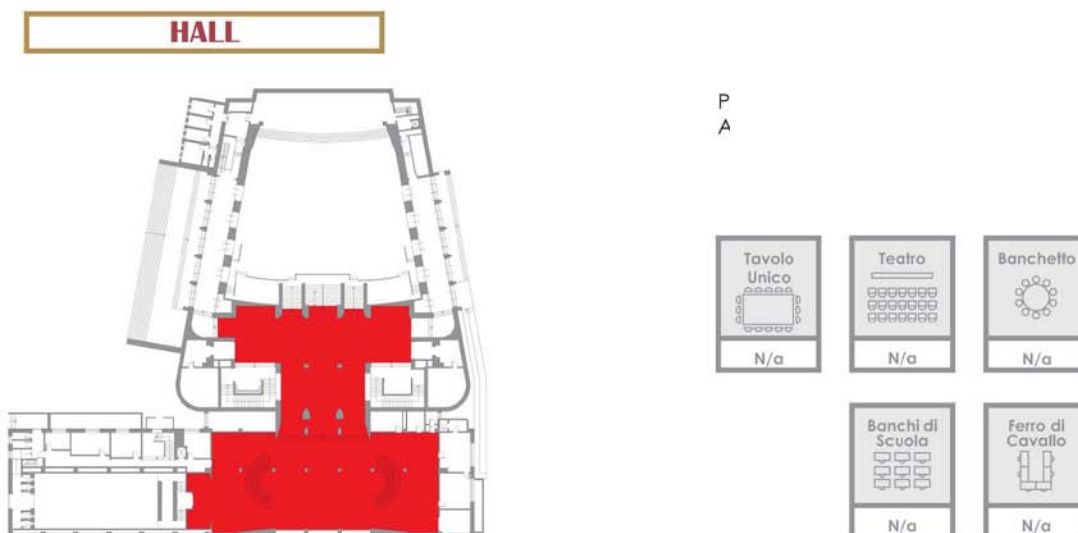 HALL
P
A
Tavolo
Unico
N/a
Teatro
N/a
Banchetto
N/a
Banchi di
Scuola
N/a
Ferro di
Cavallo
N/a